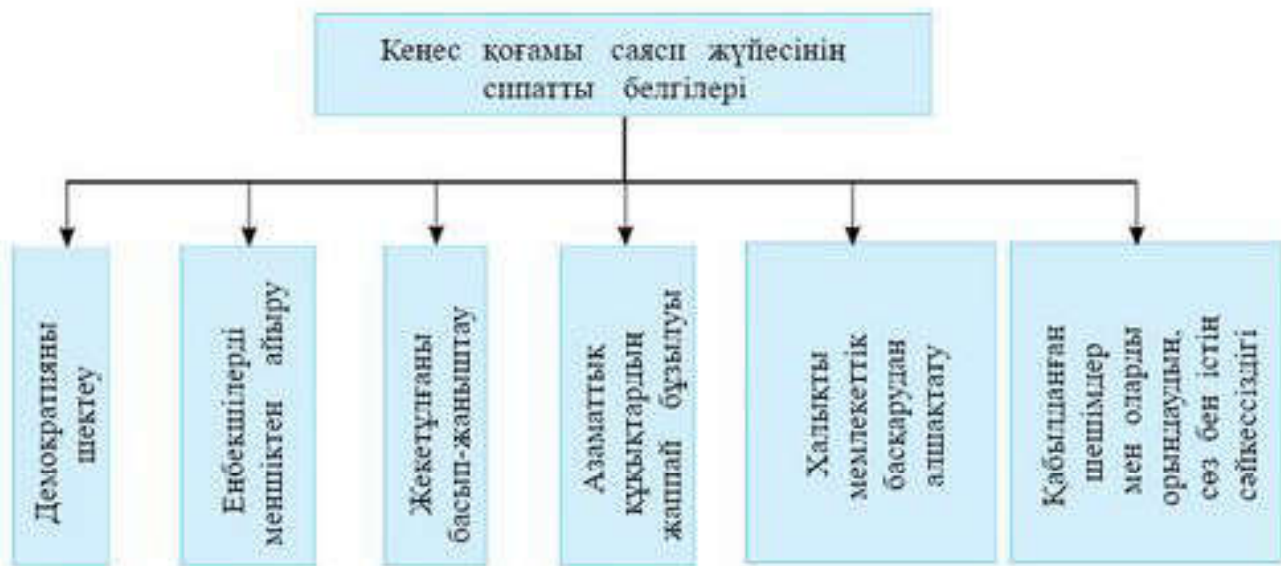 Кеңес қоғамы саяси жүйесінің
сипатты белгілері
Демократияны
шектеу
Еңбекшілерді
меншіктен айыру
Жекетұлғаны
басып-жаныштау
Азаматтық
құқықтардың
жаппай бұзылуы
Халықты
мемлекеттік
басқарудан
алшақтату
Қабылданған
шешімдер
мен оларды
орындаудың,
сөз бен істің
сәйкессіздігі